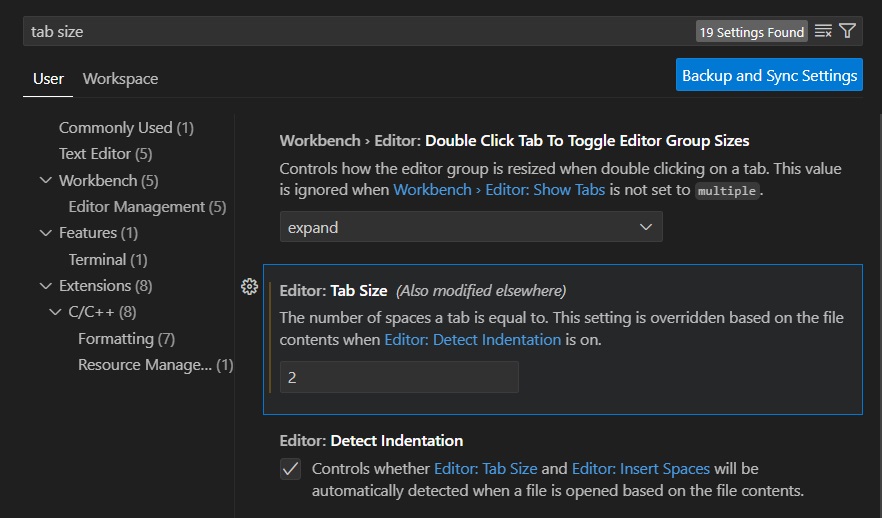 tab size
19 Settings Found
User
Workspace
Backup and Sync Settings
Commonly Used (1)
Text Editor (5)
Workbench (5)
Editor Management (5)
Features (1)
Terminal (1)
Extensions (8)
C/C++ (8)
Formatting (7)
Resource Manage... (1)
Workbench › Editor: Double Click Tab To Toggle Editor Group Sizes
Controls how the editor group is resized when double clicking on a tab. This value
is ignored when Workbench › Editor: Show Tabs is not set to multiple.
expand
Editor: Tab Size (Also modified elsewhere)
The number of spaces a tab is equal to. This setting is overridden based on the file
contents when Editor: Detect Indentation is on.
2
Editor: Detect Indentation
Controls whether Editor: Tab Size and Editor: Insert Spaces will be
automatically detected when a file is opened based on the file contents.